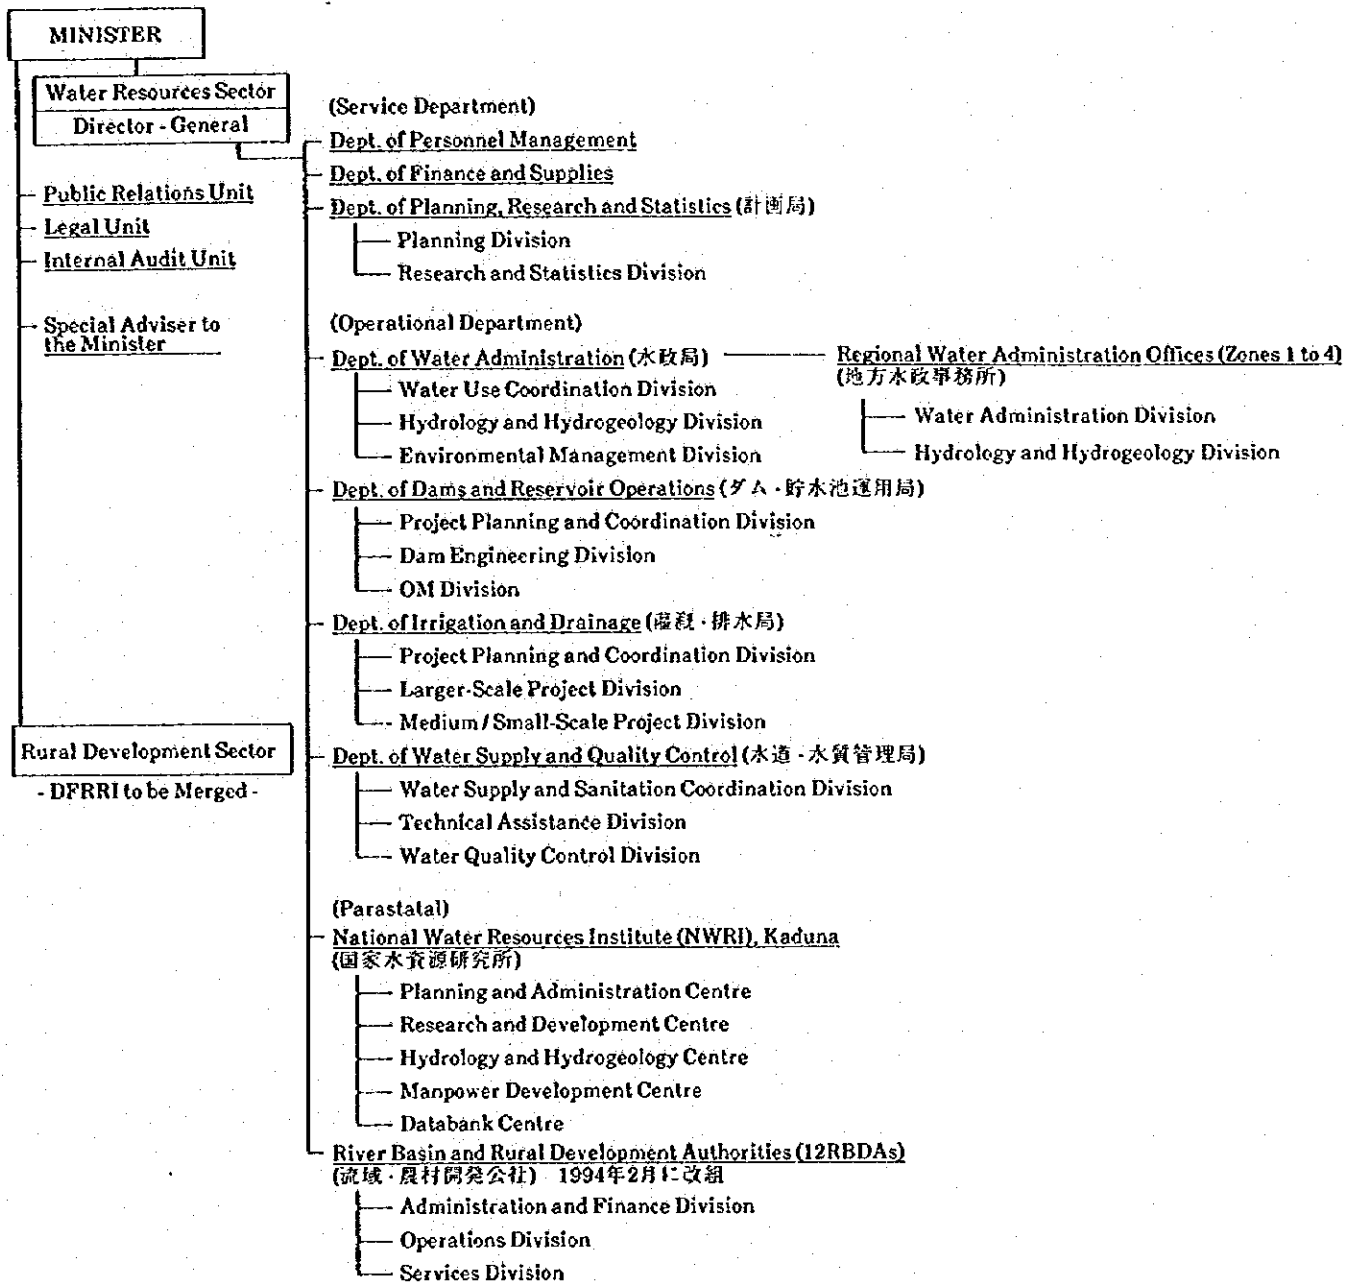 MINISTER
Water Resources Sector
Director - General
Public Relations Unit
Legal Unit
Internal Audit Unit
Special Adviser to
the Minister
Rural Development Sector
- DFRRI to be Merged -
(Service Department)
Dept. of Personnel Management
Dept. of Finance and Supplies
Dept. of Planning, Research and Statistics (計画局)
Planning Division
Research and Statistics Division
(Operational Department)
Dept. of Water Administration (水政局)
Water Use Coordination Division
Hydrology and Hydrogeology Division
Environmental Management Division
Regional Water Administration Offices (Zones 1 to 4)
(地方水政事務所)
Water Administration Division
Hydrology and Hydrogeology Division
Dept. of Dams and Reservoir Operations (ダム・貯水池運用局)
Project Planning and Coordination Division
Dam Engineering Division
OM Division
Dept. of Irrigation and Drainage (灌漑・排水局)
Project Planning and Coordination Division
Larger-Scale Project Division
Medium / Small-Scale Project Division
Dept. of Water Supply and Quality Control (水道・水質管理局)
Water Supply and Sanitation Coordination Division
Technical Assistance Division
Water Quality Control Division
(Parastatal)
National Water Resources Institute (NWRI), Kaduna
(国家水資源研究所)
Planning and Administration Centre
Research and Development Centre
Hydrology and Hydrogeology Centre
Manpower Development Centre
Databank Centre
River Basin and Rural Development Authorities (12RBDAs)
(流域・農村開発公社) 1994年2月に改組
Administration and Finance Division
Operations Division
Services Division